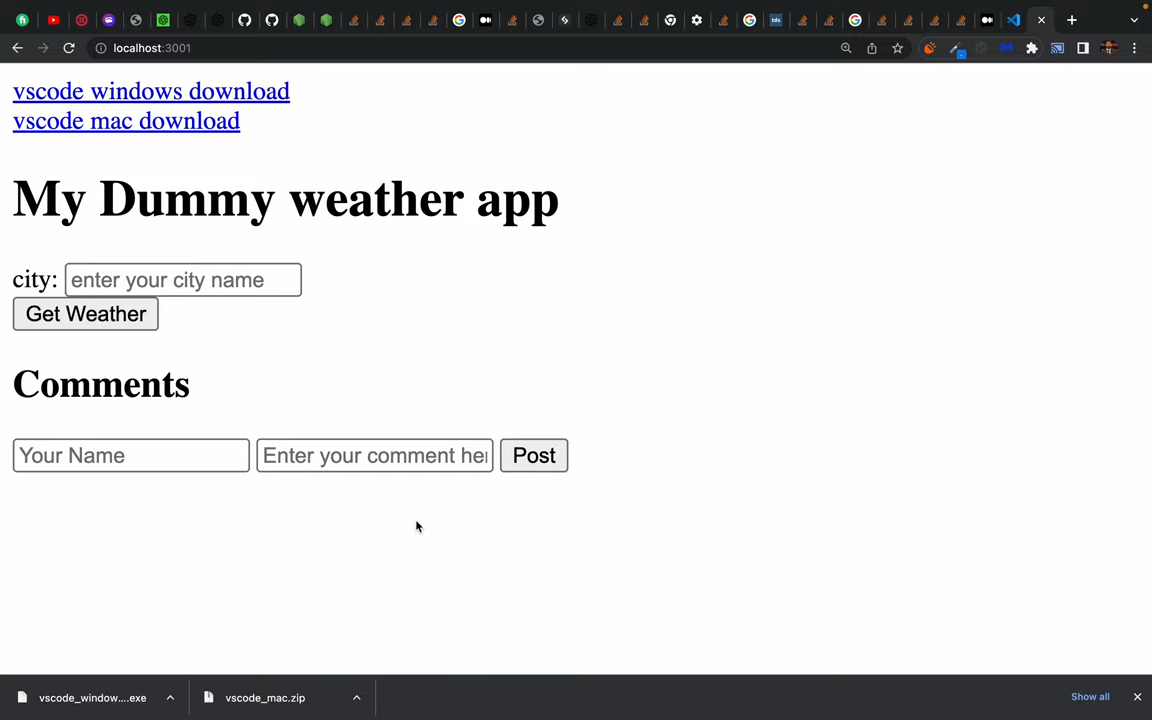 localhost:3001
vscode windows download
vscode mac download
My Dummy weather app
city: enter your city name
Get Weather
Comments
Your Name Enter your comment her Post
vscode_window....exe vscode_mac.zip Show all